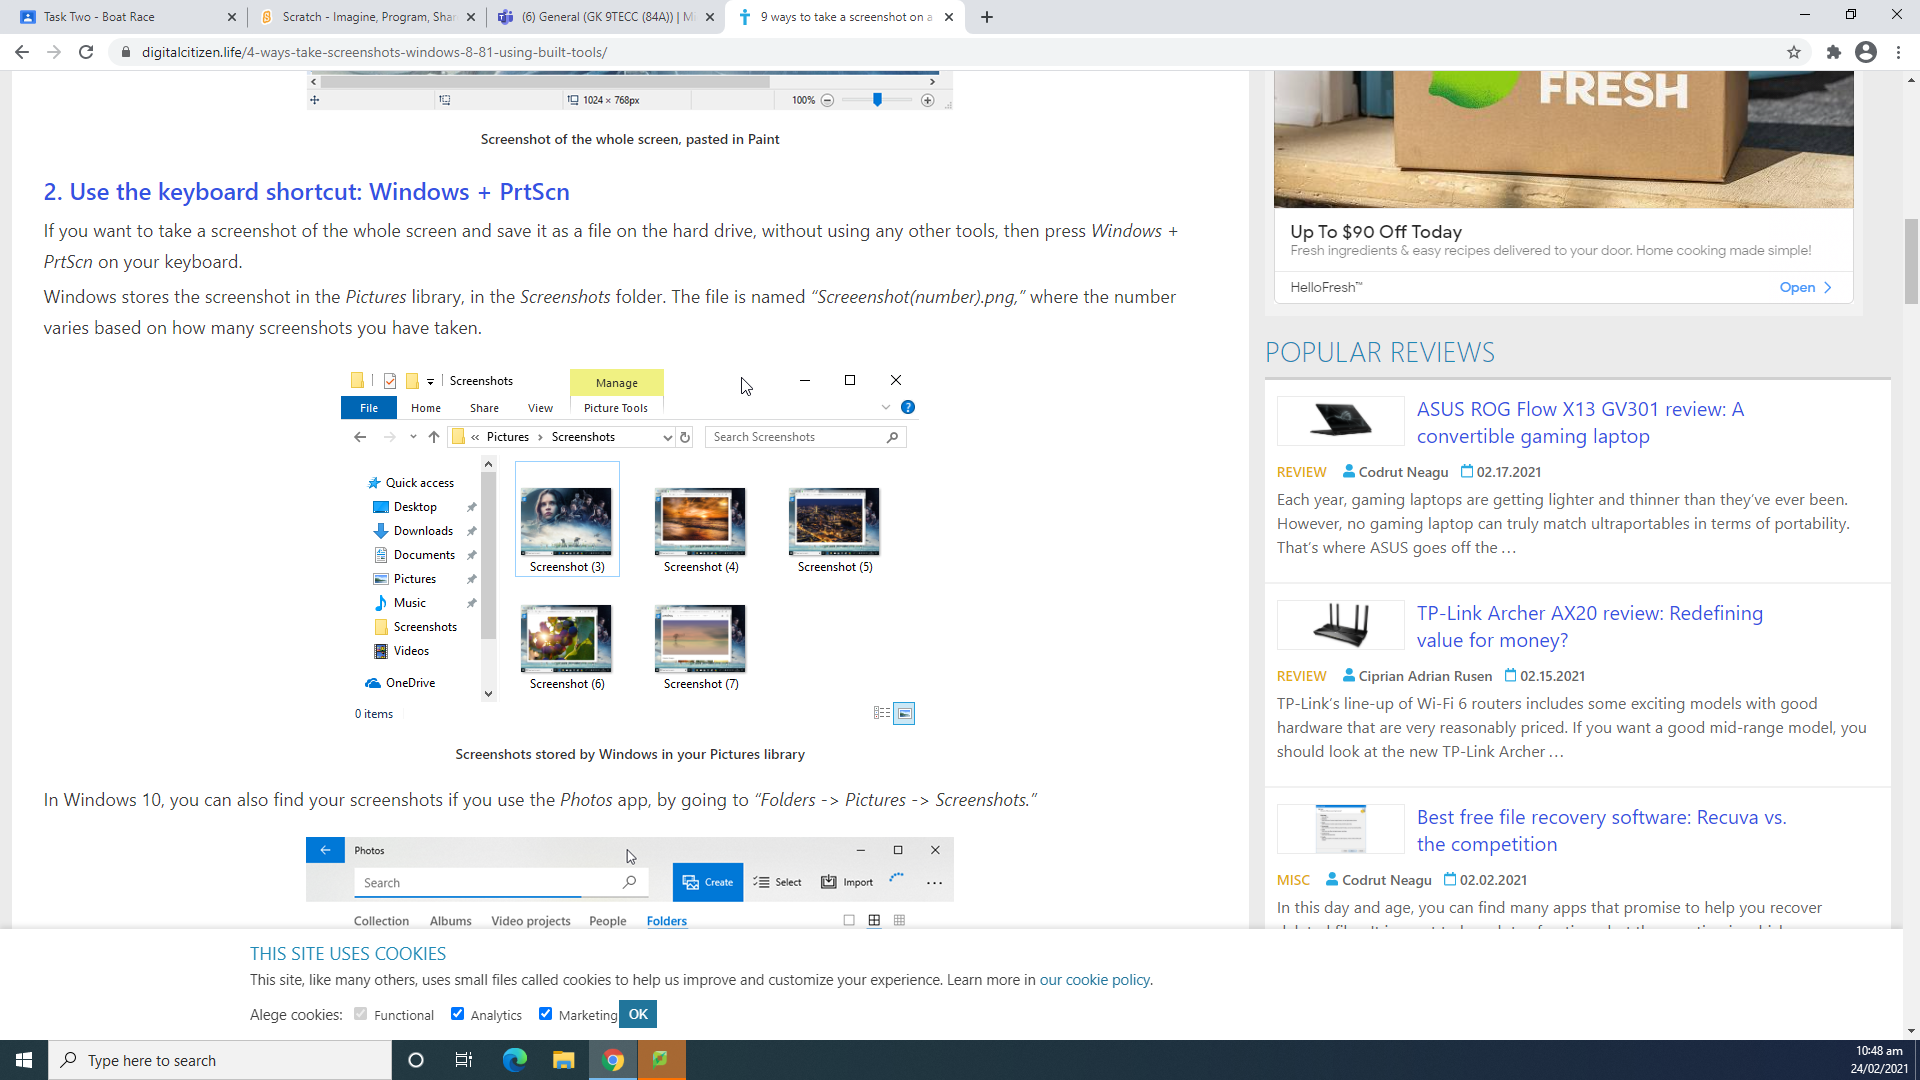 Task Two - Boat Race
Scratch - Imagine, Program, Shar
(6) General (GK 9TECC (84A)) | Mi
9 ways to take a screenshot on a
digitalcitizen.life/4-ways-take-screenshots-windows-8-81-using-built-tools/
1024 × 768px
100%
Screenshot of the whole screen, pasted in Paint
2. Use the keyboard shortcut: Windows + PrtScn
If you want to take a screenshot of the whole screen and save it as a file on the hard drive, without using any other tools, then press Windows +
PrtScn on your keyboard.
Windows stores the screenshot in the Pictures library, in the Screenshots folder. The file is named “Screeenshot(number).png,” where the number
varies based on how many screenshots you have taken.
Screenshots
Manage
File
Home
Share
View
Picture Tools
« Pictures › Screenshots
Search Screenshots
Quick access
Desktop
Downloads
Documents
Pictures
Music
Screenshots
Videos
OneDrive
Screenshot (3)
Screenshot (4)
Screenshot (5)
Screenshot (6)
Screenshot (7)
0 items
Screenshots stored by Windows in your Pictures library
In Windows 10, you can also find your screenshots if you use the Photos app, by going to “Folders -> Pictures -> Screenshots.”
Photos
Search
Create
Select
Import
Collection
Albums
Video projects
People
Folders
FRESH
Up To $90 Off Today
Fresh ingredients & easy recipes delivered to your door. Home cooking made simple!
HelloFresh™
Open
POPULAR REVIEWS
ASUS ROG Flow X13 GV301 review: A
convertible gaming laptop
REVIEW Codrut Neagu 02.17.2021
Each year, gaming laptops are getting lighter and thinner than they’ve ever been.
However, no gaming laptop can truly match ultraportables in terms of portability.
That’s where ASUS goes off the …
TP-Link Archer AX20 review: Redefining
value for money?
REVIEW Ciprian Adrian Rusen 02.15.2021
TP-Link’s line-up of Wi-Fi 6 routers includes some exciting models with good
hardware that are very reasonably priced. If you want a good mid-range model, you
should look at the new TP-Link Archer …
Best free file recovery software: Recuva vs.
the competition
MISC Codrut Neagu 02.02.2021
In this day and age, you can find many apps that promise to help you recover
THIS SITE USES COOKIES
This site, like many others, uses small files called cookies to help us improve and customize your experience. Learn more in our cookie policy.
Alege cookies: Functional Analytics Marketing OK
Type here to search
10:48 am
24/02/2021